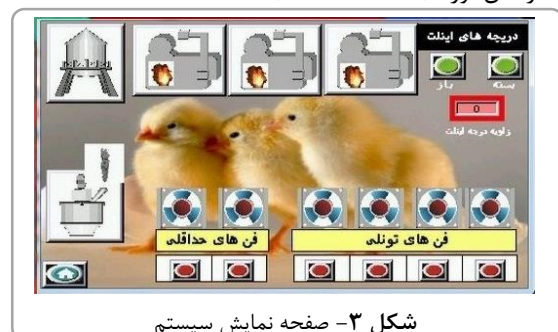 دریچه های اینلت
باز بسته
0
زاویه دریچه اینلت
فن های حداقلی فن های تونلی
شکل ۳- صفحه نمایش سیستم